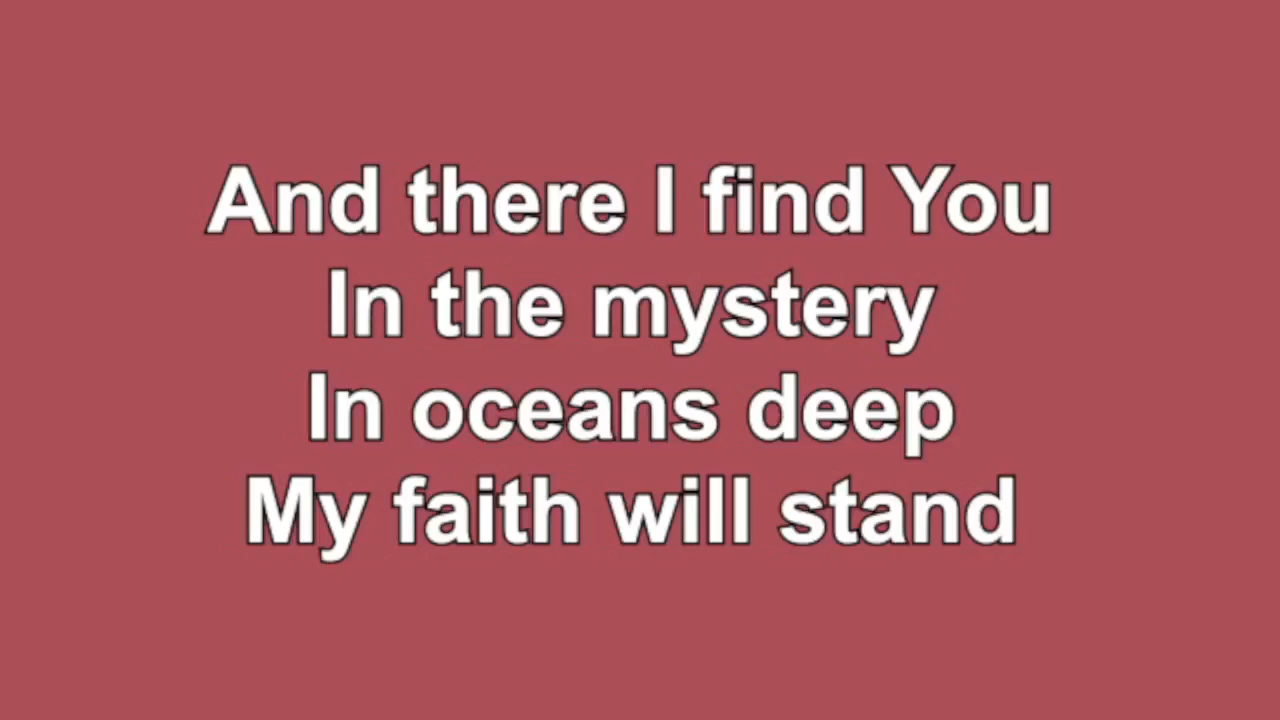 And there I find You
In the mystery
In oceans deep
My faith will stand